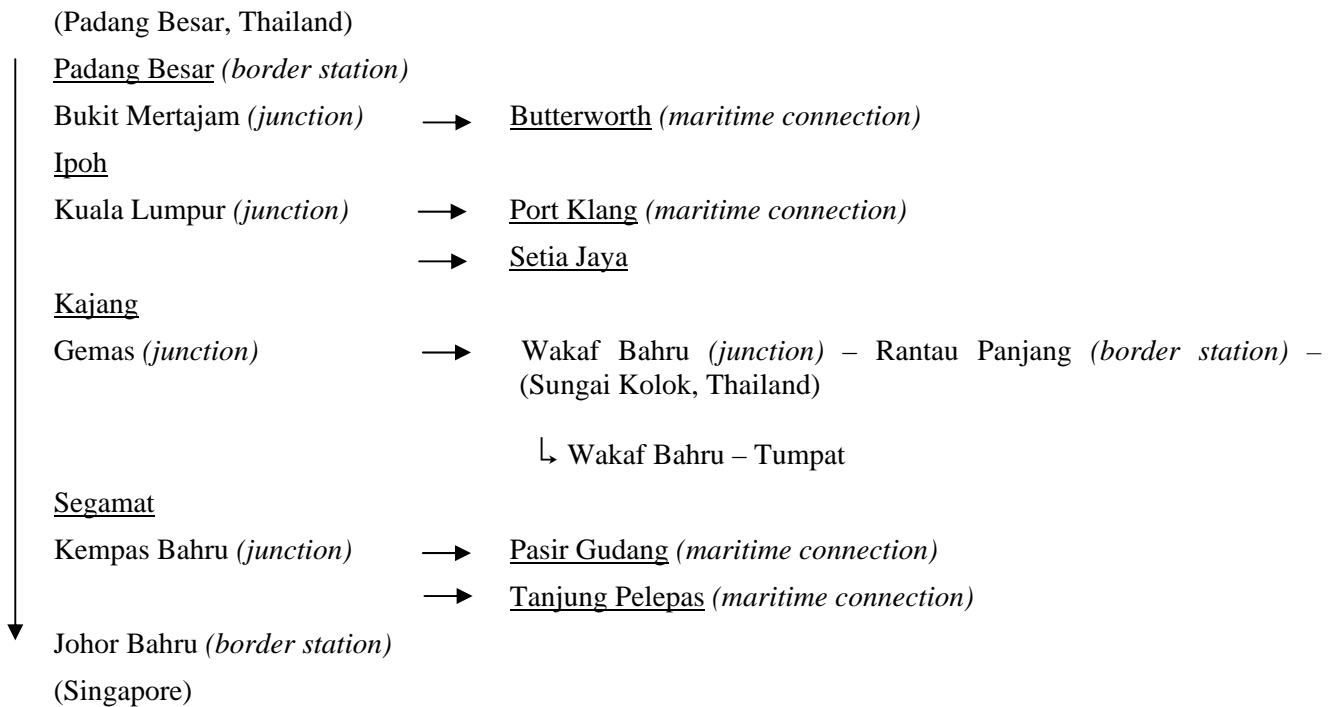 (Padang Besar, Thailand)
Padang Besar (border station)
Bukit Mertajam (junction) → Butterworth (maritime connection)
Ipoh
Kuala Lumpur (junction) → Port Klang (maritime connection)
→ Setia Jaya
Kajang
Gemas (junction) → Wakaf Bahru (junction) – Rantau Panjang (border station) –
(Sungai Kolok, Thailand)
↳ Wakaf Bahru – Tumpat
Segamat
Kempas Bahru (junction) → Pasir Gudang (maritime connection)
→ Tanjung Pelepas (maritime connection)
Johor Bahru (border station)
(Singapore)